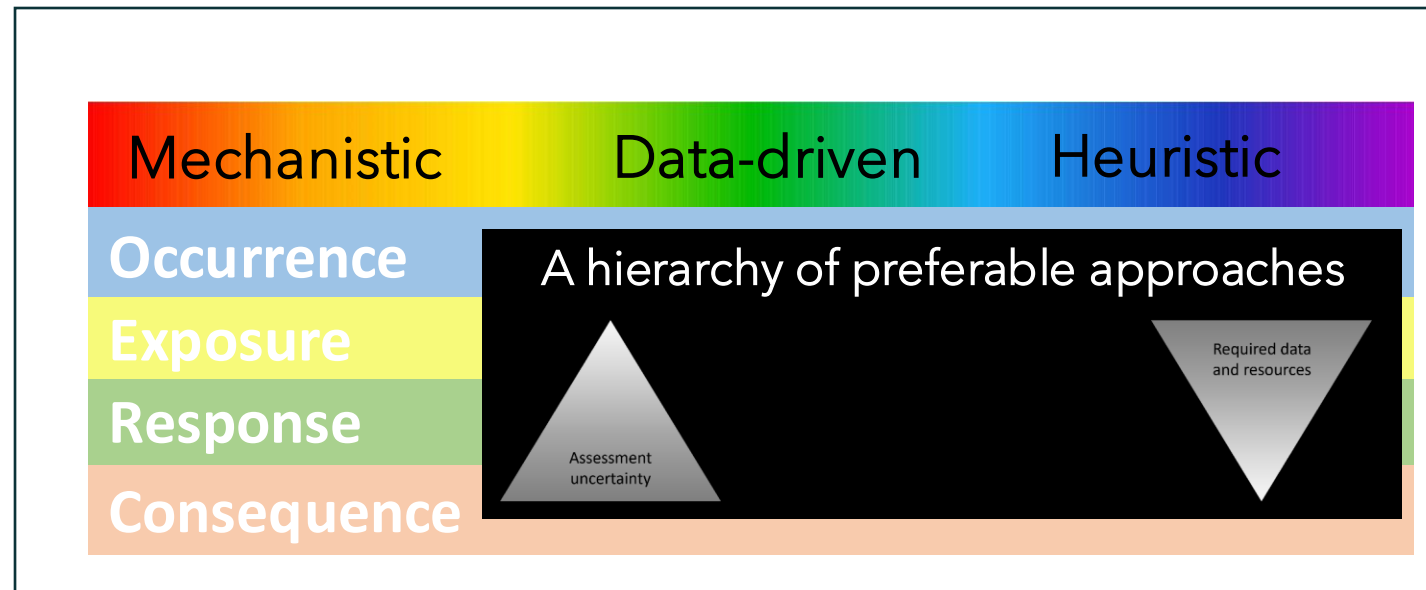 Mechanistic Data-driven Heuristic
Occurrence
A hierarchy of preferable approaches
Exposure
Required data
and resources
Response
Assessment
uncertainty
Consequence